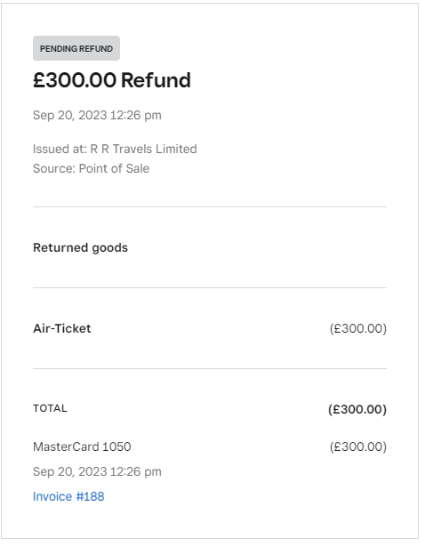 PENDING REFUND
£300.00 Refund
Sep 20, 2023 12:26 pm
Issued at: R R Travels Limited
Source: Point of Sale
Returned goods
Air-Ticket (£300.00)
TOTAL (£300.00)
MasterCard 1050 (£300.00)
Sep 20, 2023 12:26 pm
Invoice #188